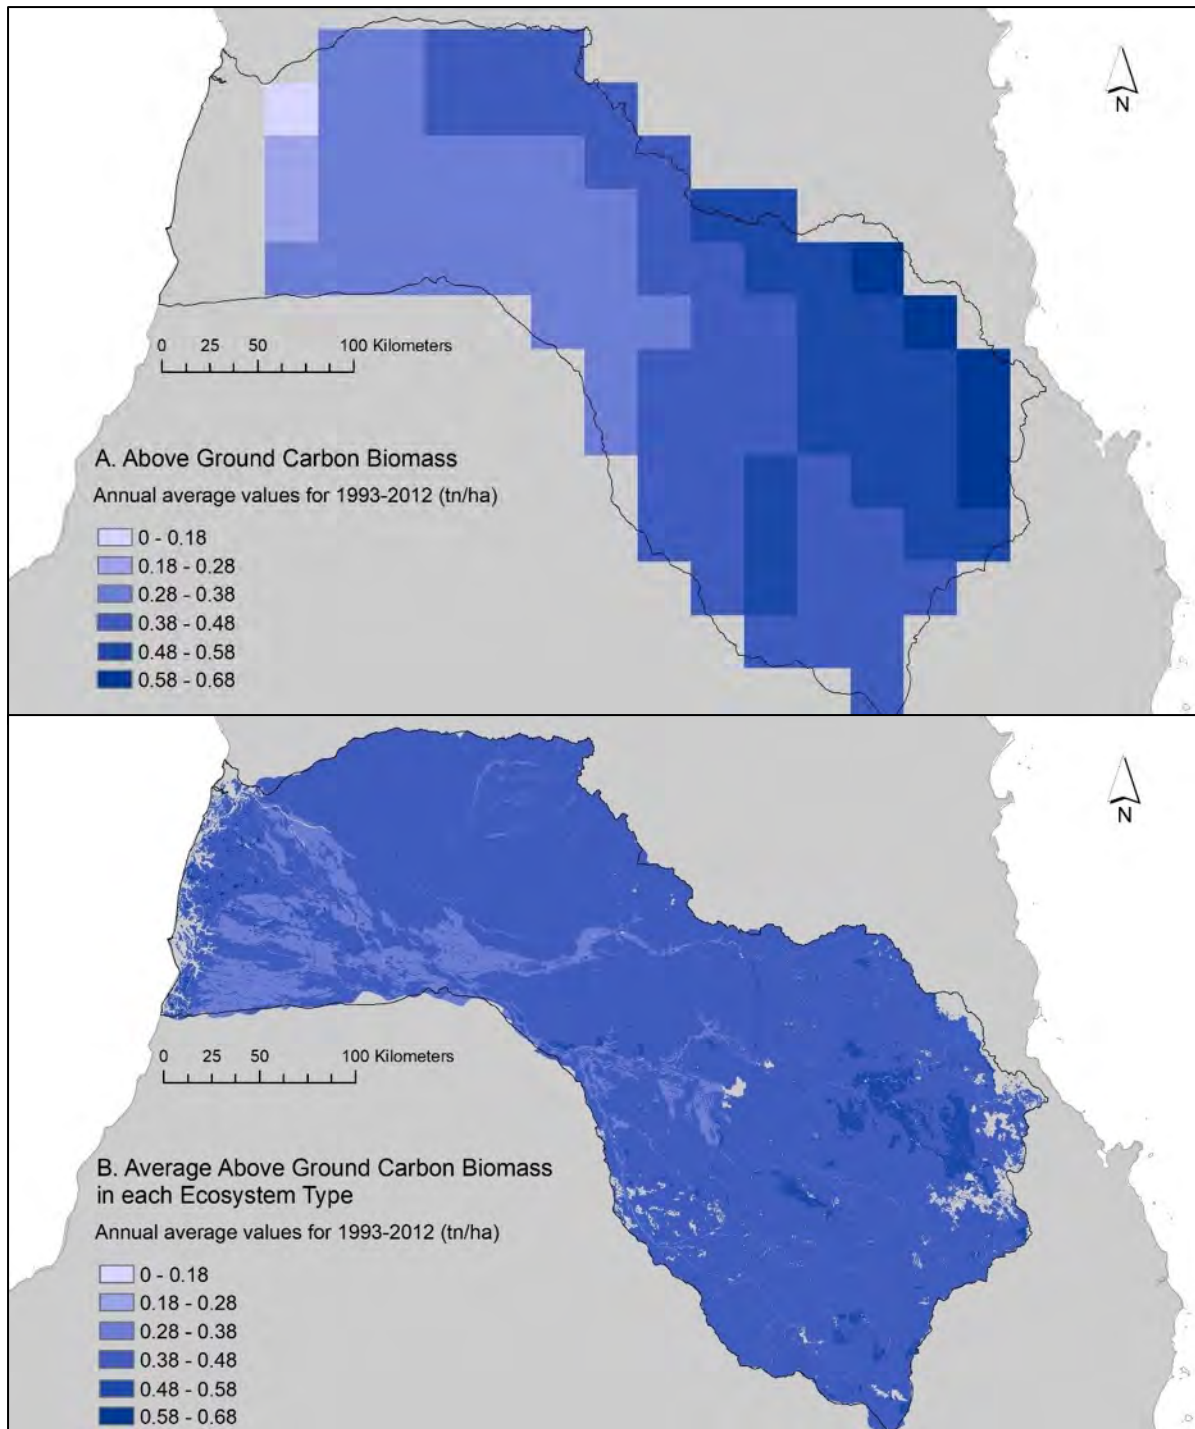 N
0 25 50 100 Kilometers
A. Above Ground Carbon Biomass
Annual average values for 1993-2012 (tn/ha)
0 - 0.18
0.18 - 0.28
0.28 - 0.38
0.38 - 0.48
0.48 - 0.58
0.58 - 0.68
N
0 25 50 100 Kilometers
B. Average Above Ground Carbon Biomass
in each Ecosystem Type
Annual average values for 1993-2012 (tn/ha)
0 - 0.18
0.18 - 0.28
0.28 - 0.38
0.38 - 0.48
0.48 - 0.58
0.58 - 0.68